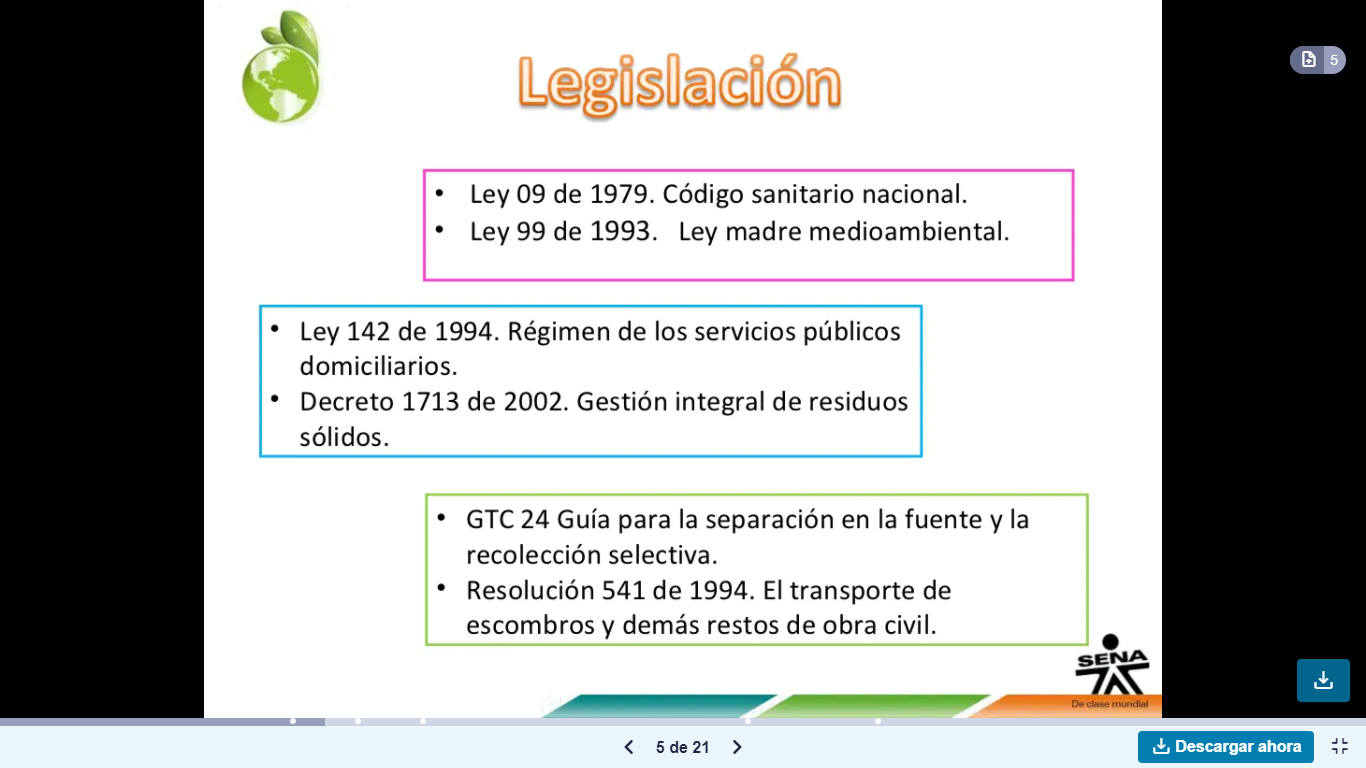 Legislación
5
• Ley 09 de 1979. Código sanitario nacional.
• Ley 99 de 1993. Ley madre medioambiental.
• Ley 142 de 1994. Régimen de los servicios públicos
domiciliarios.
• Decreto 1713 de 2002. Gestión integral de residuos
sólidos.
• GTC 24 Guía para la separación en la fuente y la
recolección selectiva.
• Resolución 541 de 1994. El transporte de
escombros y demás restos de obra civil.
SENA
De clase mundial
5 de 21
Descargar ahora